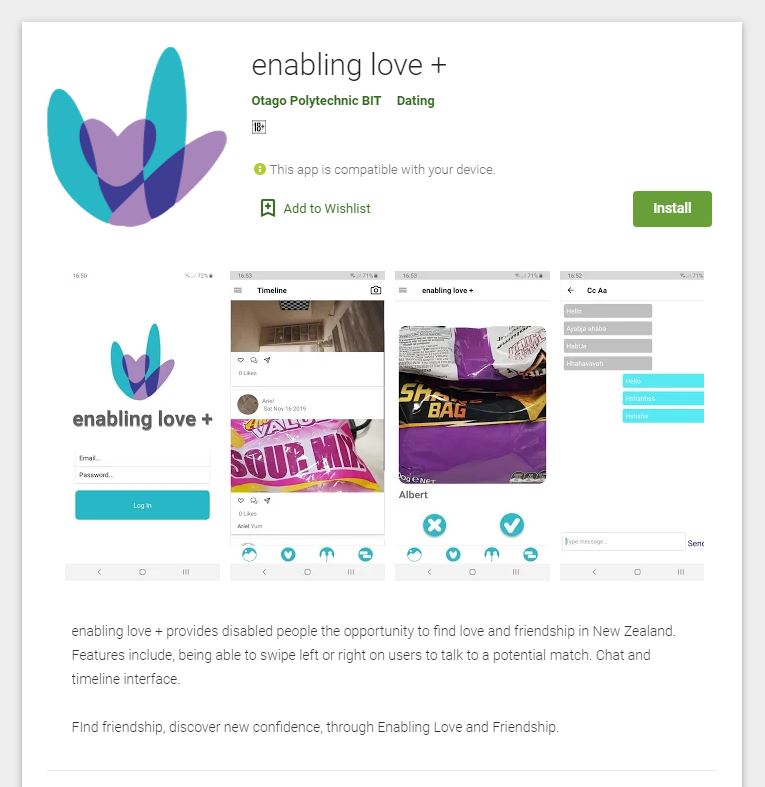 enabling love +
Otago Polytechnic BIT Dating
18+
This app is compatible with your device.
Add to Wishlist
Install
16:50
72%
enabling love +
Email...
Password...
Log In
16:53
71%
Timeline
0 Likes
Ariel
Sat Nov 16 2019
VALUE
SOUR MIX
0 Likes
Ariel Yum
16:53
71%
enabling love +
BAG
Albert
16:52
71%
Cc Aa
Hello
Ayabja ahaba
HabUa
Hhahavavah
Hello
Hshahhss
Hshsha
Type message...
Send
enabling love + provides disabled people the opportunity to find love and friendship in New Zealand.
Features include, being able to swipe left or right on users to talk to a potential match. Chat and
timeline interface.
FInd friendship, discover new confidence, through Enabling Love and Friendship.